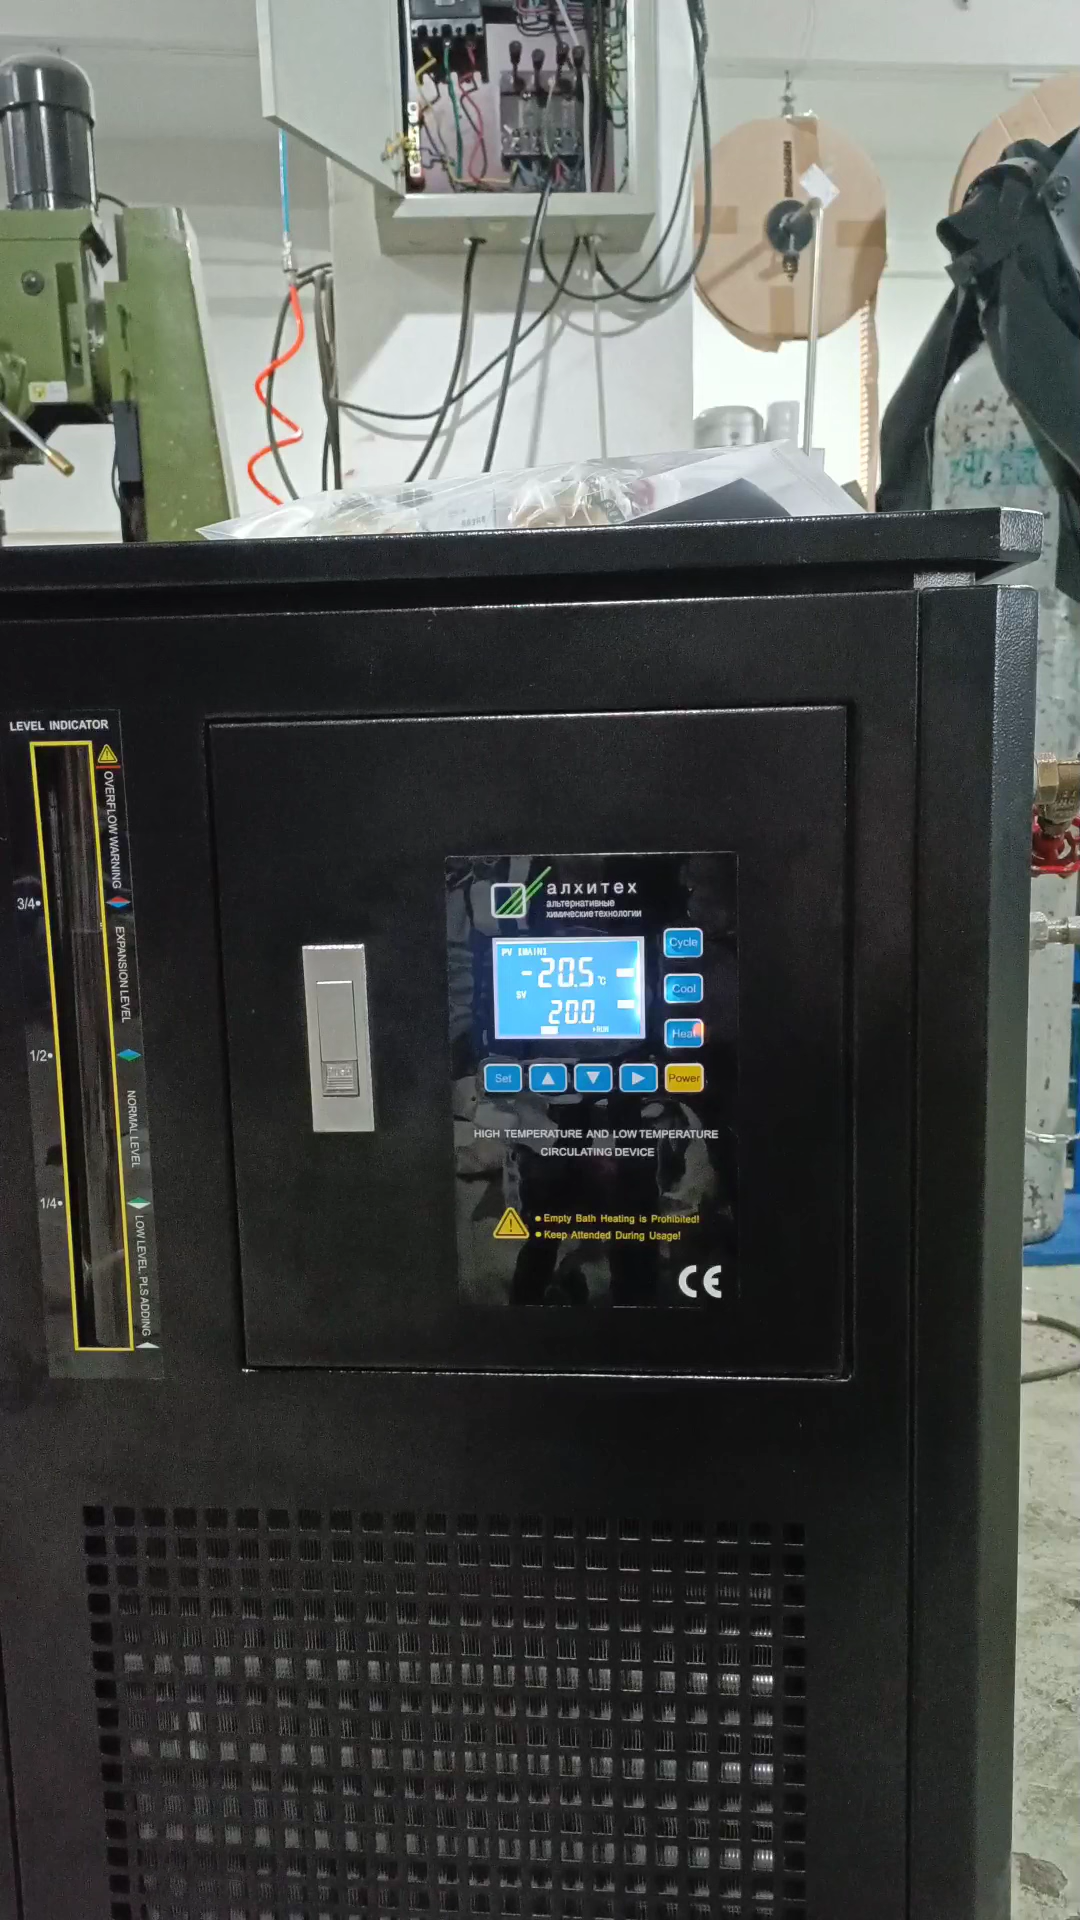 LEVEL INDICATOR
OVERFLOW WARNING
3/4
EXPANSION LEVEL
1/2
NORMAL LEVEL
1/4
LOW LEVEL, PLS ADDING
алхитех
альтернативные
химические технологии
PV [MAIN]
-20.5 ℃
SV
20.0
RUN
Cycle
Cool
Heat
Set
Power
HIGH TEMPERATURE AND LOW TEMPERATURE
CIRCULATING DEVICE
Empty Bath Heating is Prohibited!
Keep Attended During Usage!
CE